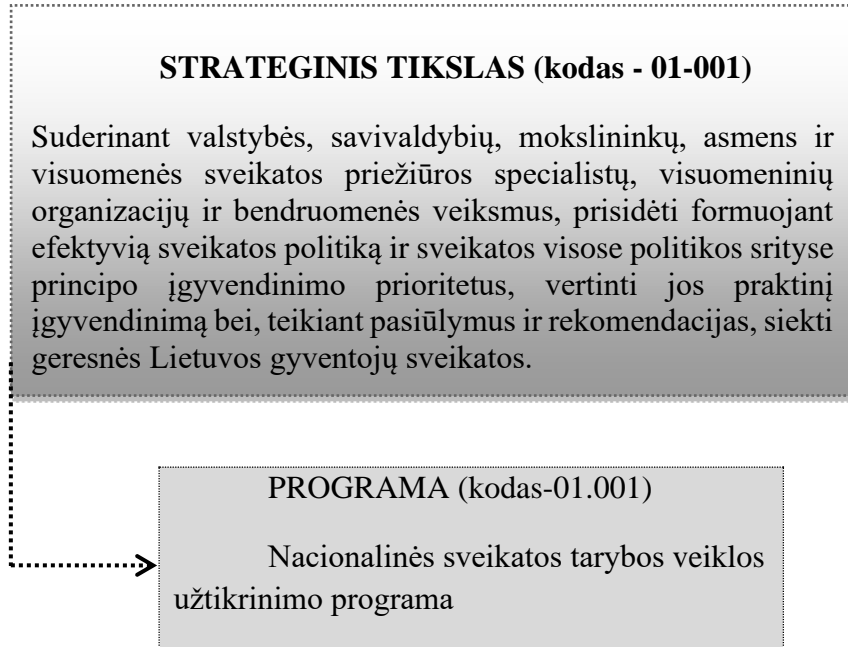 STRATEGINIS TIKSLAS (kodas - 01-001)
Suderinant valstybės, savivaldybių, mokslininkų, asmens ir
visuomenės sveikatos priežiūros specialistų, visuomeninių
organizacijų ir bendruomenės veiksmus, prisidėti formuojant
efektyvią sveikatos politiką ir sveikatos visose politikos srityse
principo įgyvendinimo prioritetus, vertinti jos praktinį
įgyvendinimą bei, teikiant pasiūlymus ir rekomendacijas, siekti
geresnės Lietuvos gyventojų sveikatos.
PROGRAMA (kodas-01.001)
Nacionalinės sveikatos tarybos veiklos
užtikrinimo programa